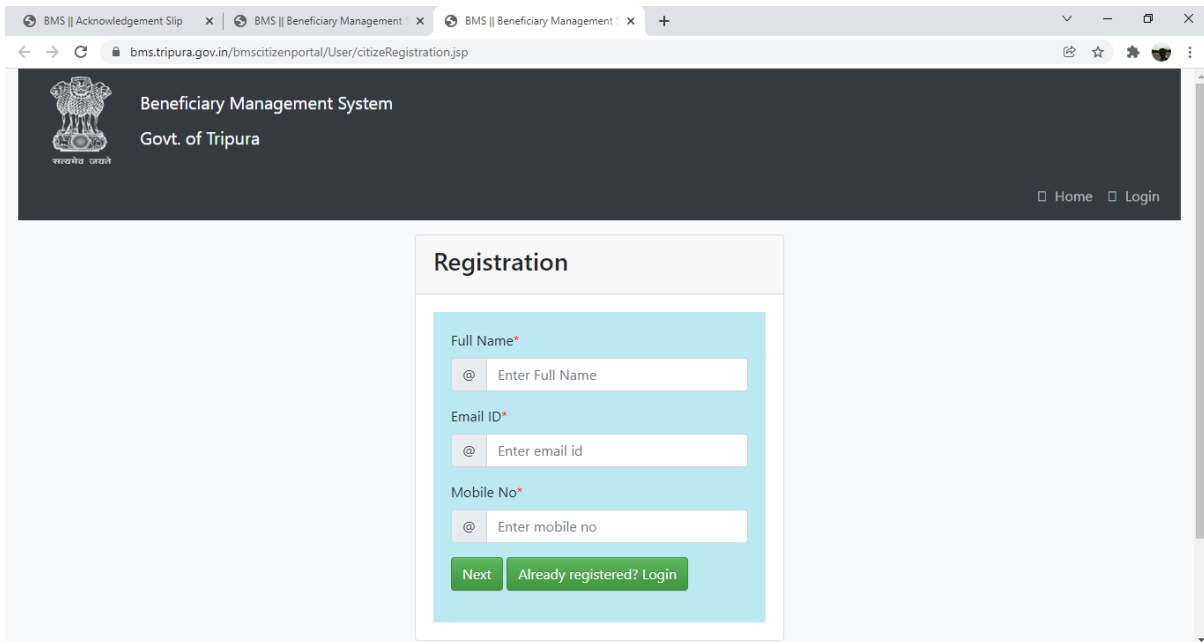 BMS || Acknowledgement Slip
BMS || Beneficiary Management S
BMS || Beneficiary Management S
bms.tripura.gov.in/bmscitizenportal/User/citizeRegistration.jsp
Beneficiary Management System
Govt. of Tripura
सत्यमेव जयते
Home
Login
Registration
Full Name*
@ Enter Full Name
Email ID*
@ Enter email id
Mobile No*
@ Enter mobile no
Next
Already registered? Login